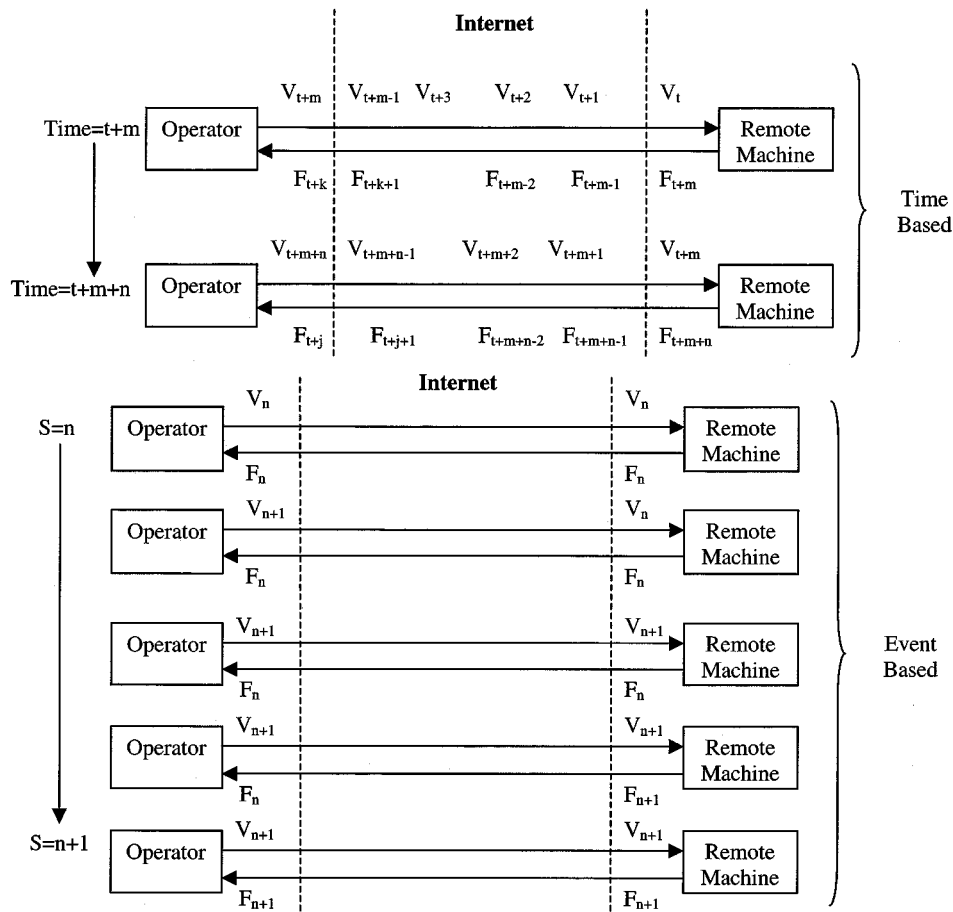 Internet
V_{t+m} V_{t+m-1} V_{t+3} V_{t+2} V_{t+1} V_t
Time=t+m Operator Remote Machine
F_{t+k} F_{t+k+1} F_{t+m-2} F_{t+m-1} F_{t+m}
Time Based
V_{t+m+n} V_{t+m+n-1} V_{t+m+2} V_{t+m+1} V_{t+m}
Time=t+m+n Operator Remote Machine
F_{t+j} F_{t+j+1} F_{t+m+n-2} F_{t+m+n-1} F_{t+m+n}
Internet
V_n V_n
S=n Operator Remote Machine
F_n F_n
V_{n+1} V_n
Operator Remote Machine
F_n F_n
V_{n+1} V_{n+1}
Operator Remote Machine
F_n F_n
Event Based
V_{n+1} V_{n+1}
Operator Remote Machine
F_n F_{n+1}
V_{n+1} V_{n+1}
S=n+1 Operator Remote Machine
F_{n+1} F_{n+1}